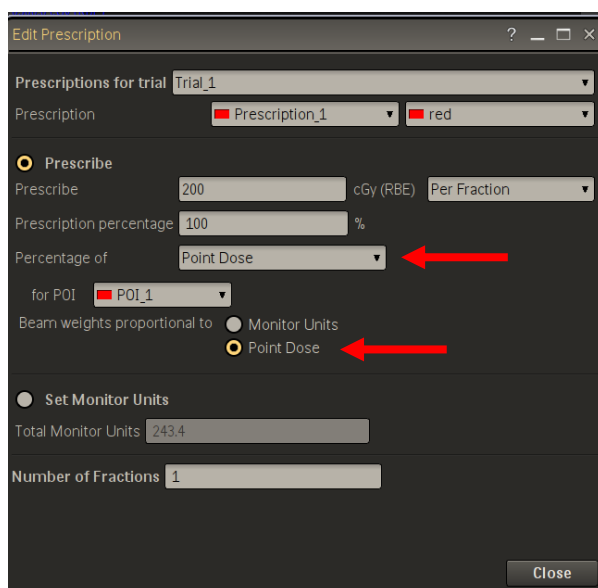 Edit Prescription ?
Prescriptions for trial Trial_1
Prescription Prescription_1 red
Prescribe
Prescribe 200 cGy (RBE) Per Fraction
Prescription percentage 100 %
Percentage of Point Dose
for POI POI_1
Beam weights proportional to Monitor Units
Point Dose
Set Monitor Units
Total Monitor Units 243.4
Number of Fractions 1
Close